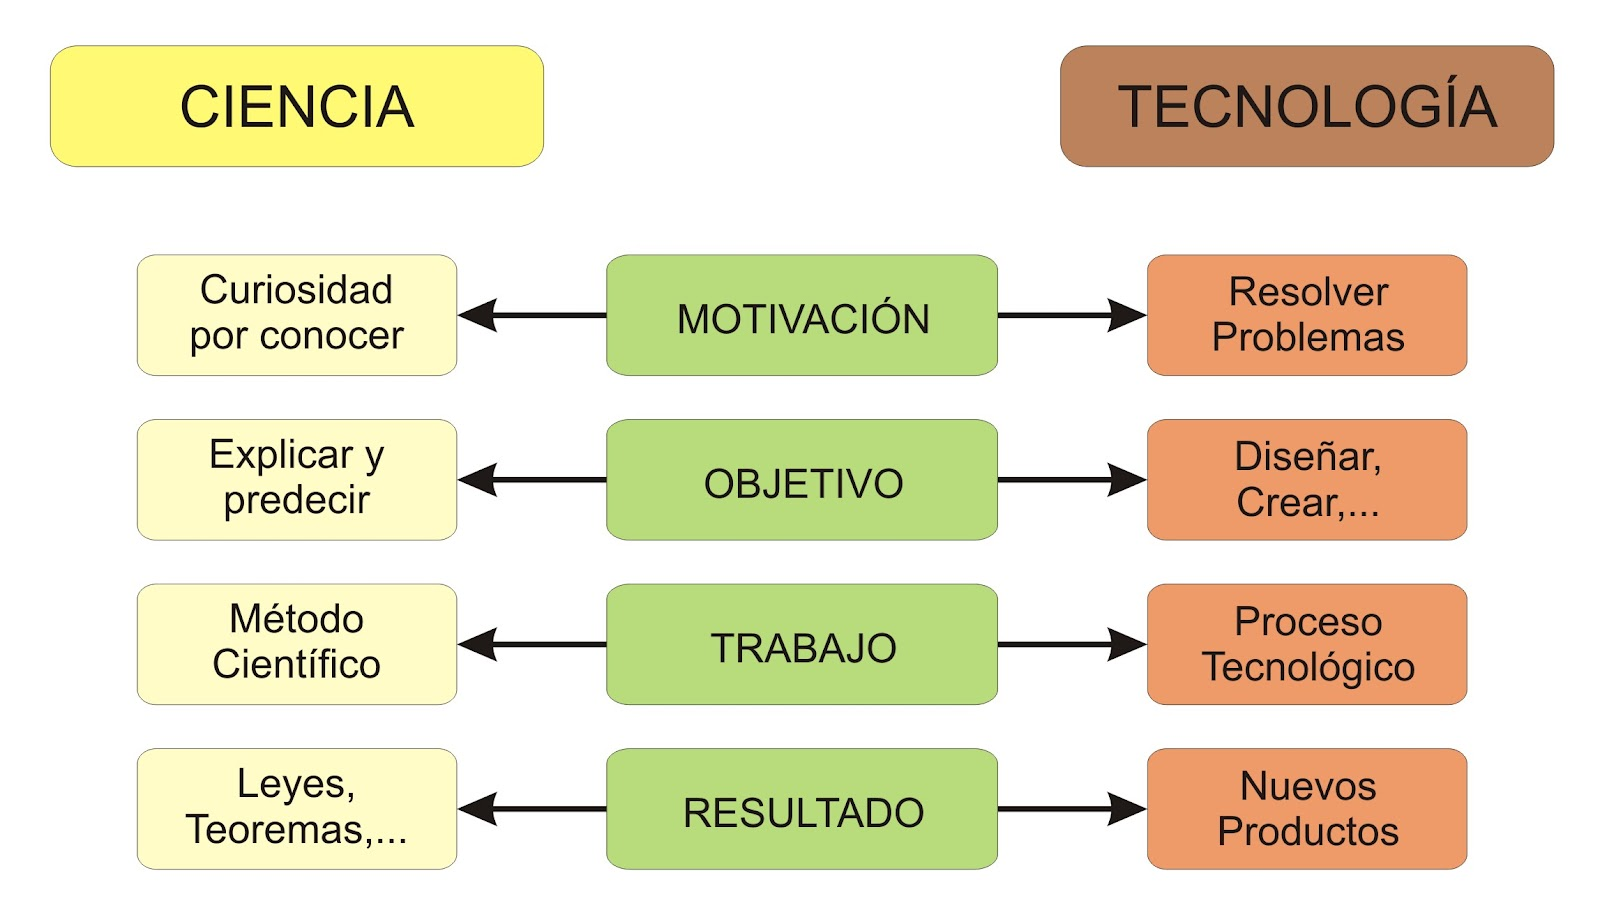 CIENCIA
TECNOLOGÍA
Curiosidad
por conocer
MOTIVACIÓN
Resolver
Problemas
Explicar y
predecir
OBJETIVO
Diseñar,
Crear,...
Método
Científico
TRABAJO
Proceso
Tecnológico
Leyes,
Teoremas,...
RESULTADO
Nuevos
Productos